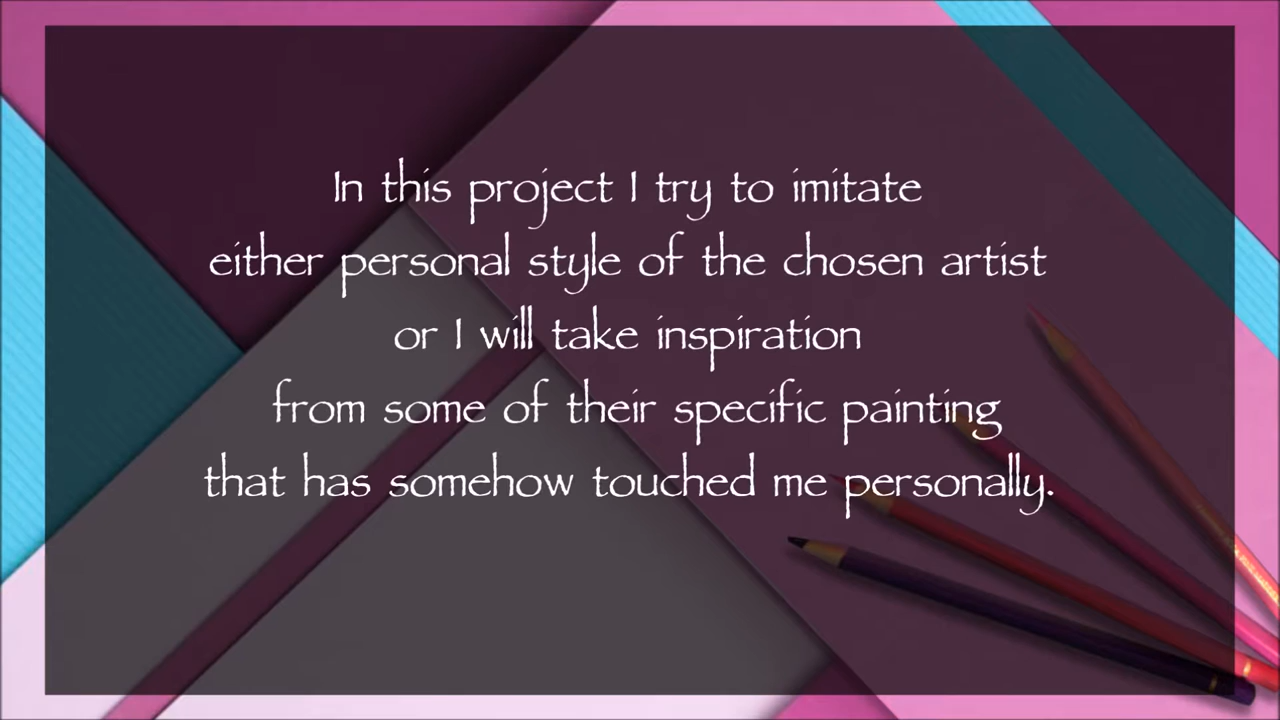 In this project I try to imitate
either personal style of the chosen artist
or I will take inspiration
from some of their specific painting
that has somehow touched me personally.